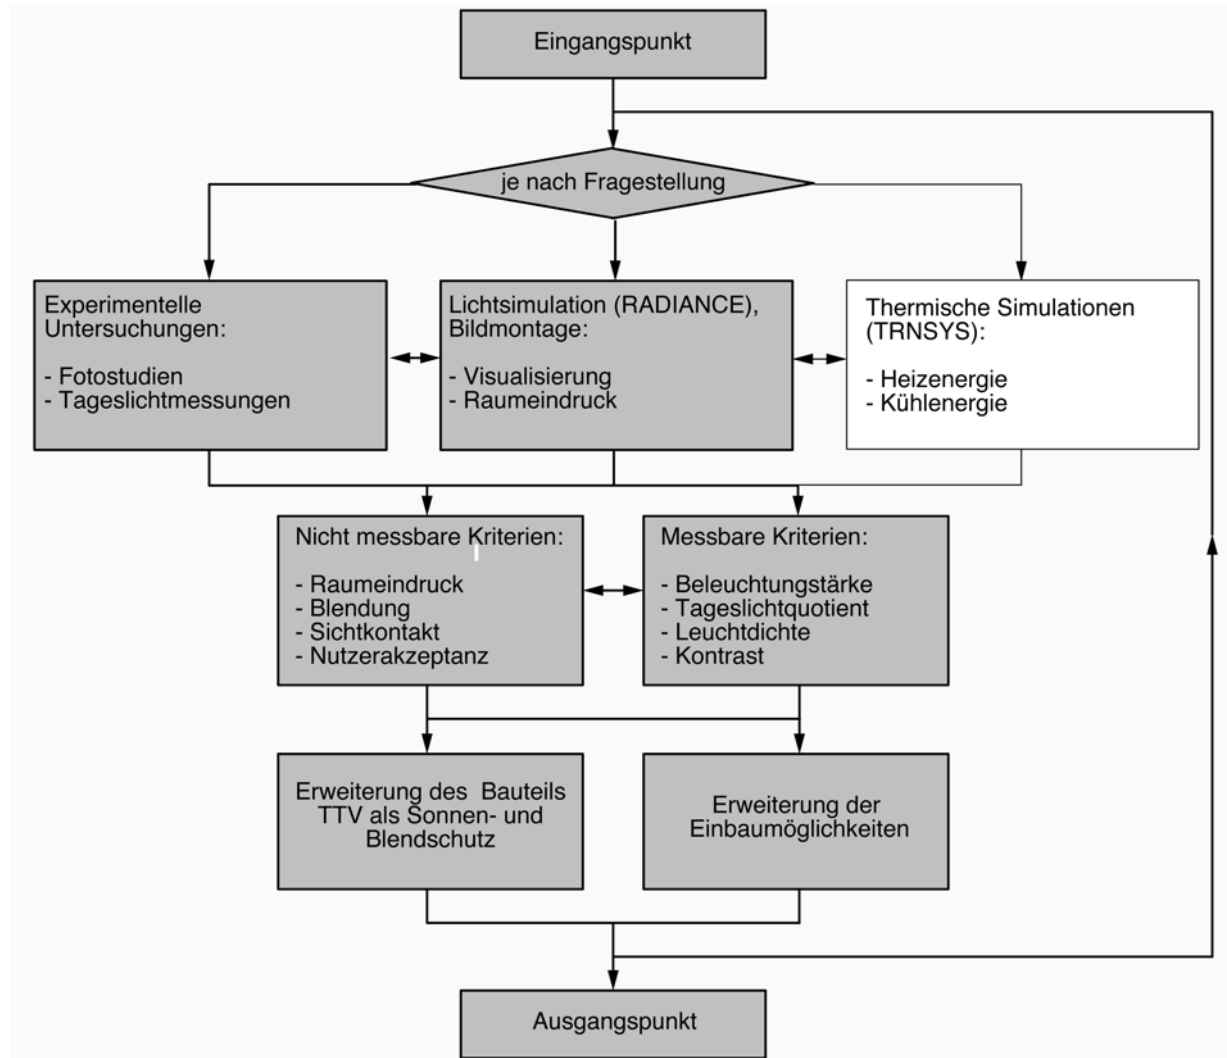 Eingangspunkt
je nach Fragestellung
Experimentelle
Untersuchungen:
- Fotostudien
- Tageslichtmessungen
Lichtsimulation (RADIANCE),
Bildmontage:
- Visualisierung
- Raumeindruck
Thermische Simulationen
(TRNSYS):
- Heizenergie
- Kühlenergie
Nicht messbare Kriterien:
- Raumeindruck
- Blendung
- Sichtkontakt
- Nutzerakzeptanz
Messbare Kriterien:
- Beleuchtungstärke
- Tageslichtquotient
- Leuchtdichte
- Kontrast
Erweiterung des Bauteils
TTV als Sonnen- und
Blendschutz
Erweiterung der
Einbaumöglichkeiten
Ausgangspunkt